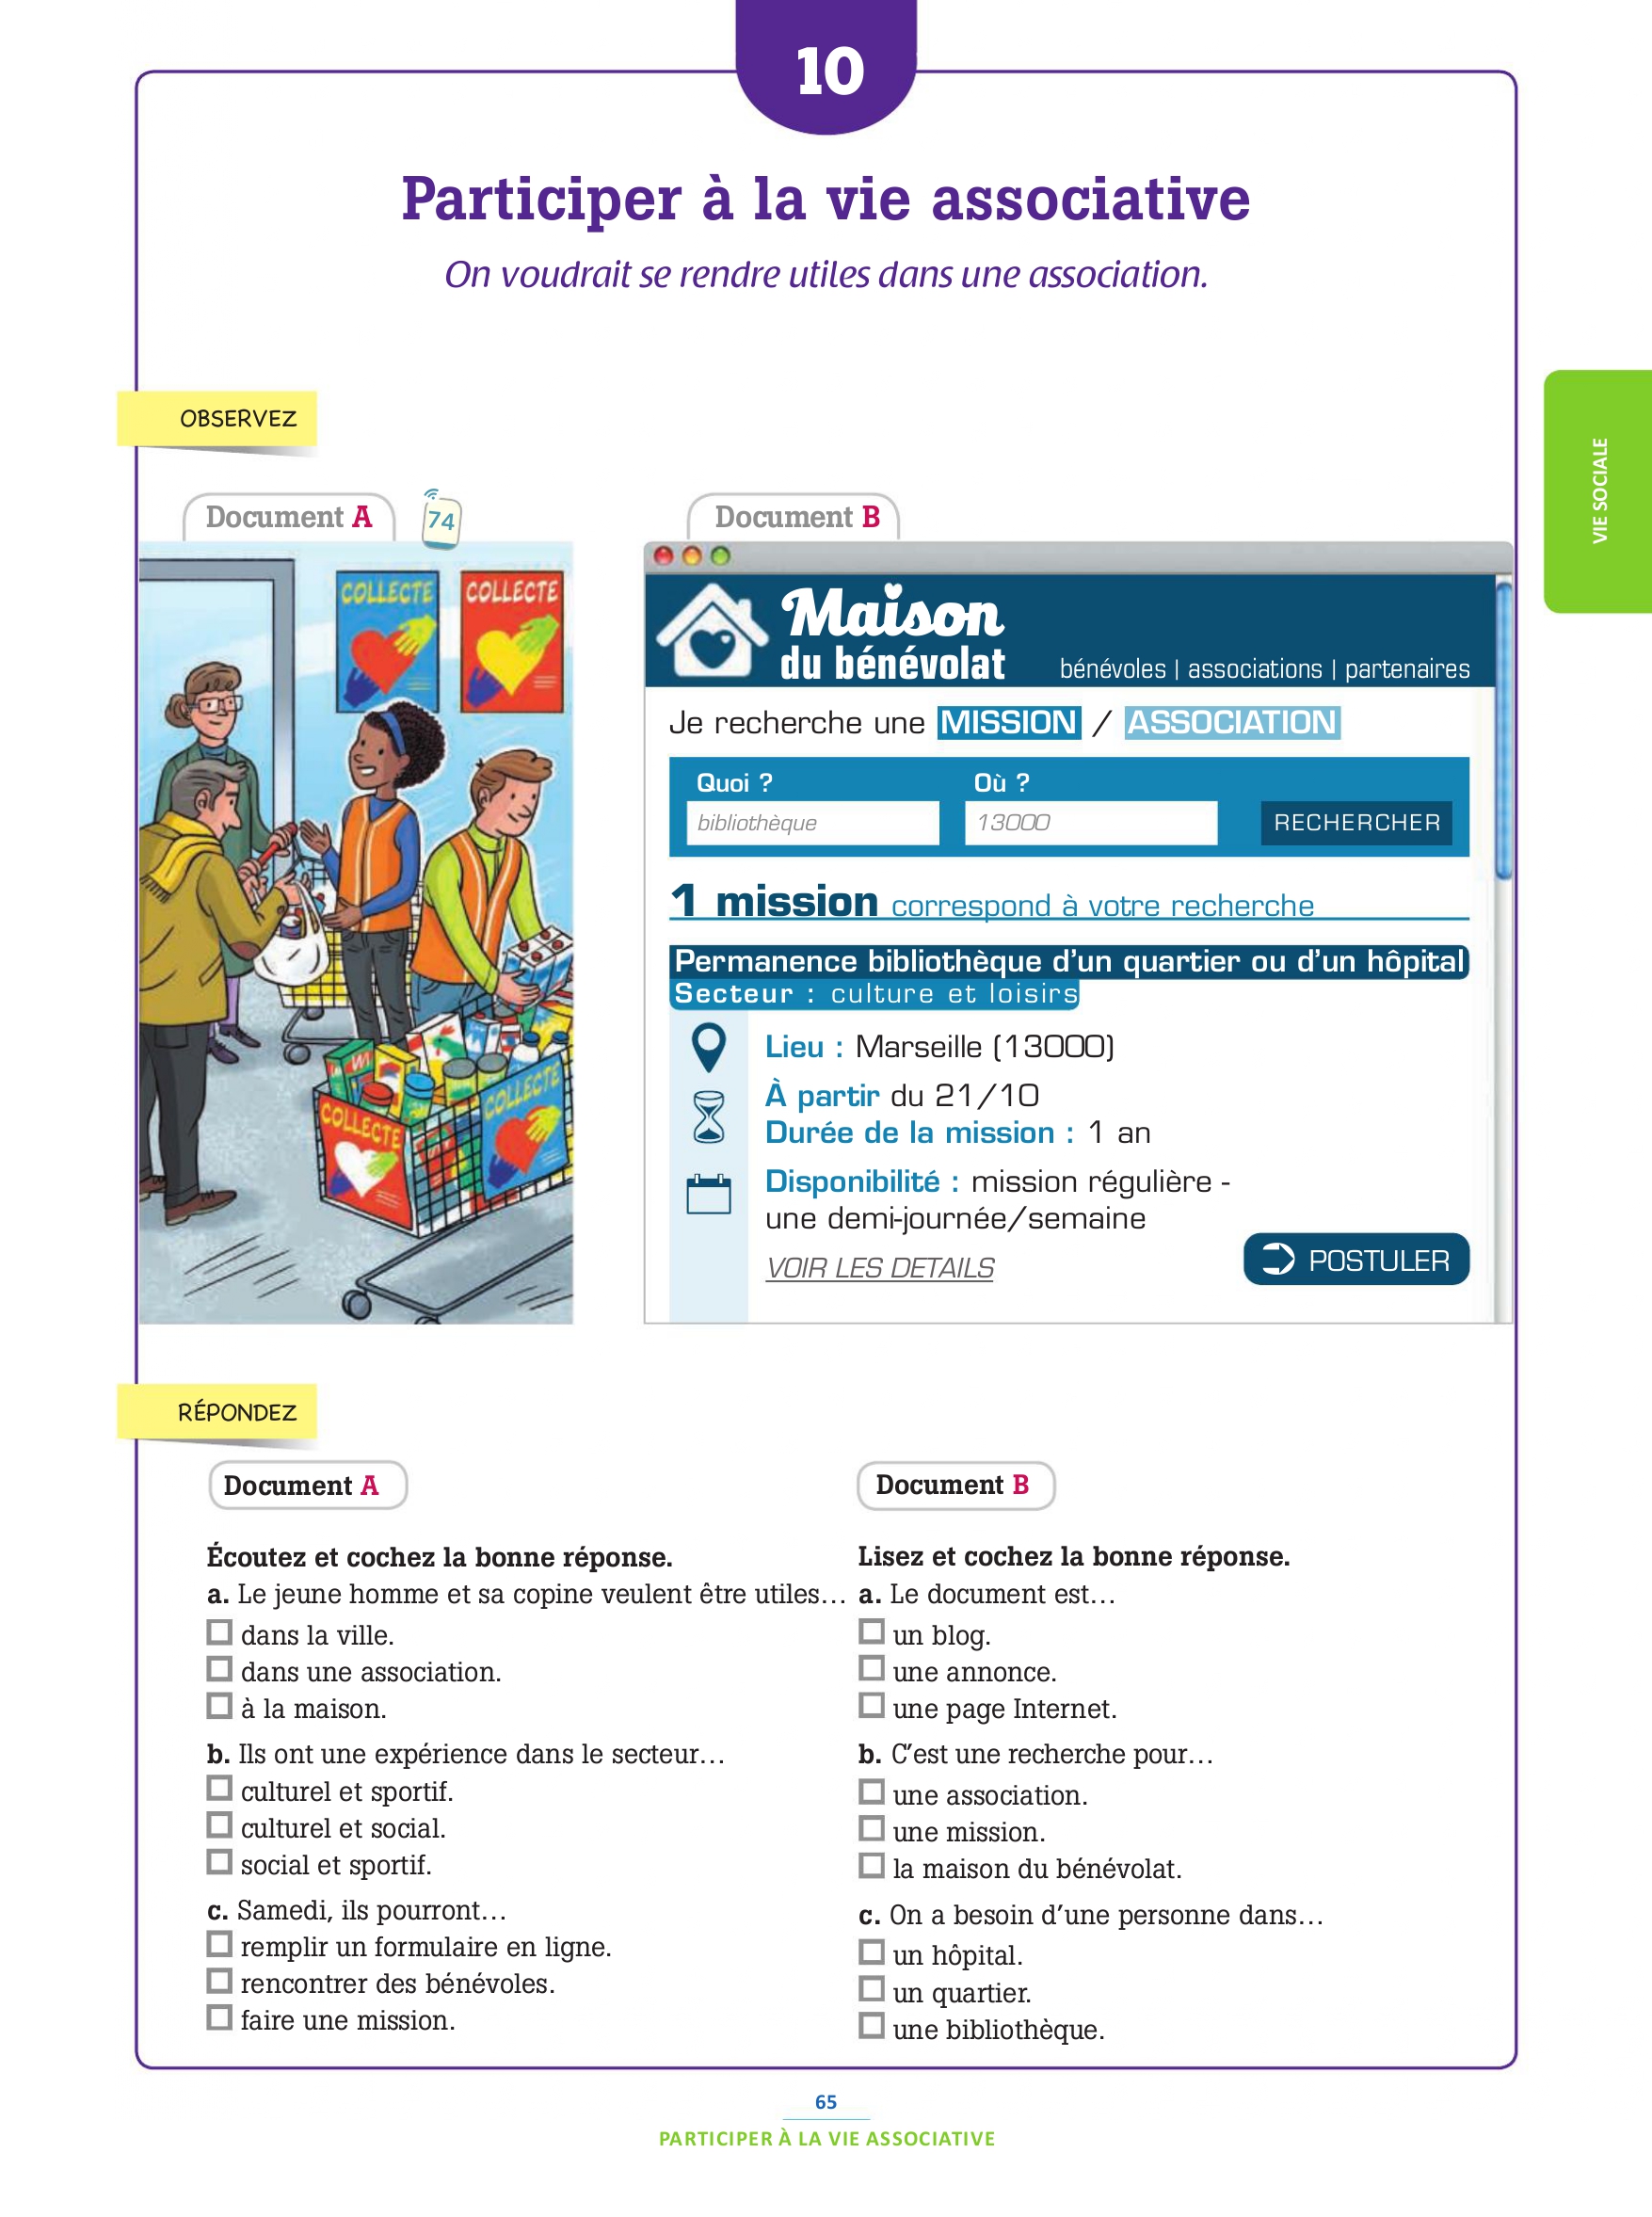 10
Participer à la vie associative
On voudrait se rendre utiles dans une association.
VIE SOCIALE
OBSERVEZ
Document A
74
COLLECTE
COLLECTE
COLLECTE
COLLECTE
Document B
Maison
du bénévolat
bénévoles | associations | partenaires
Je recherche une MISSION / ASSOCIATION
Quoi ? Où ?
bibliothèque 13000 RECHERCHER
1 mission correspond à votre recherche
Permanence bibliothèque d'un quartier ou d'un hôpital
Secteur : culture et loisirs
Lieu : Marseille (13000)
À partir du 21/10
Durée de la mission : 1 an
Disponibilité : mission régulière -
une demi-journée/semaine
VOIR LES DETAILS
POSTULER
RÉPONDEZ
Document A
Écoutez et cochez la bonne réponse.
a. Le jeune homme et sa copine veulent être utiles…
dans la ville.
dans une association.
à la maison.
b. Ils ont une expérience dans le secteur…
culturel et sportif.
culturel et social.
social et sportif.
c. Samedi, ils pourront…
remplir un formulaire en ligne.
rencontrer des bénévoles.
faire une mission.
Document B
Lisez et cochez la bonne réponse.
a. Le document est…
un blog.
une annonce.
une page Internet.
b. C'est une recherche pour…
une association.
une mission.
la maison du bénévolat.
c. On a besoin d'une personne dans…
un hôpital.
un quartier.
une bibliothèque.
65
PARTICIPER À LA VIE ASSOCIATIVE